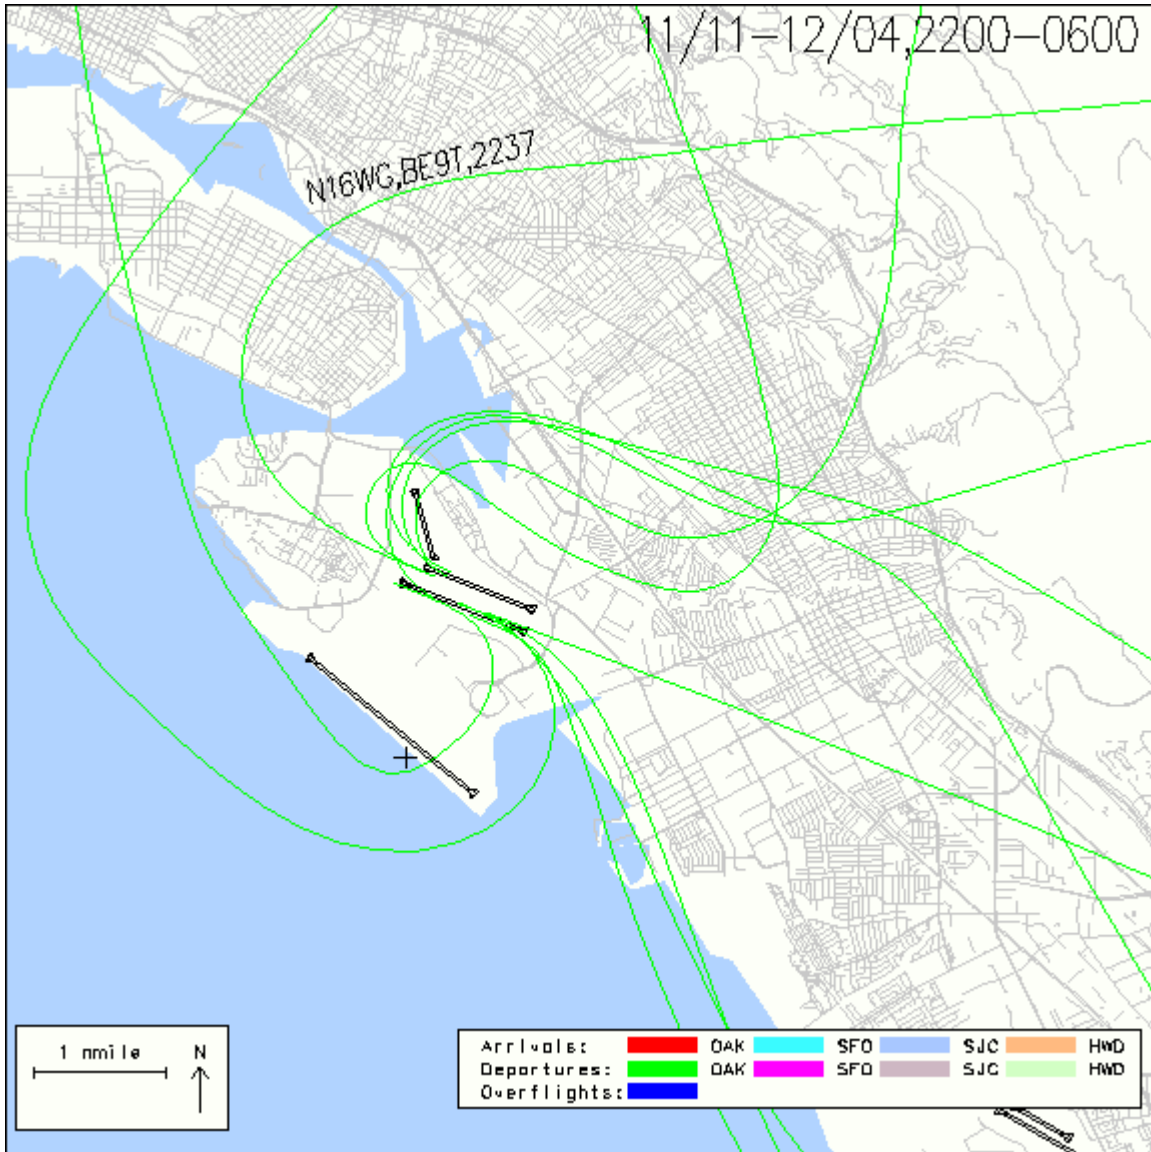 11/11-12/04,2200-0600
N16WG,BE9T,2237
1 nmile N
Arrivals: OAK SFO SJC HWD
Departures: OAK SFO SJC HWD
Overflights: